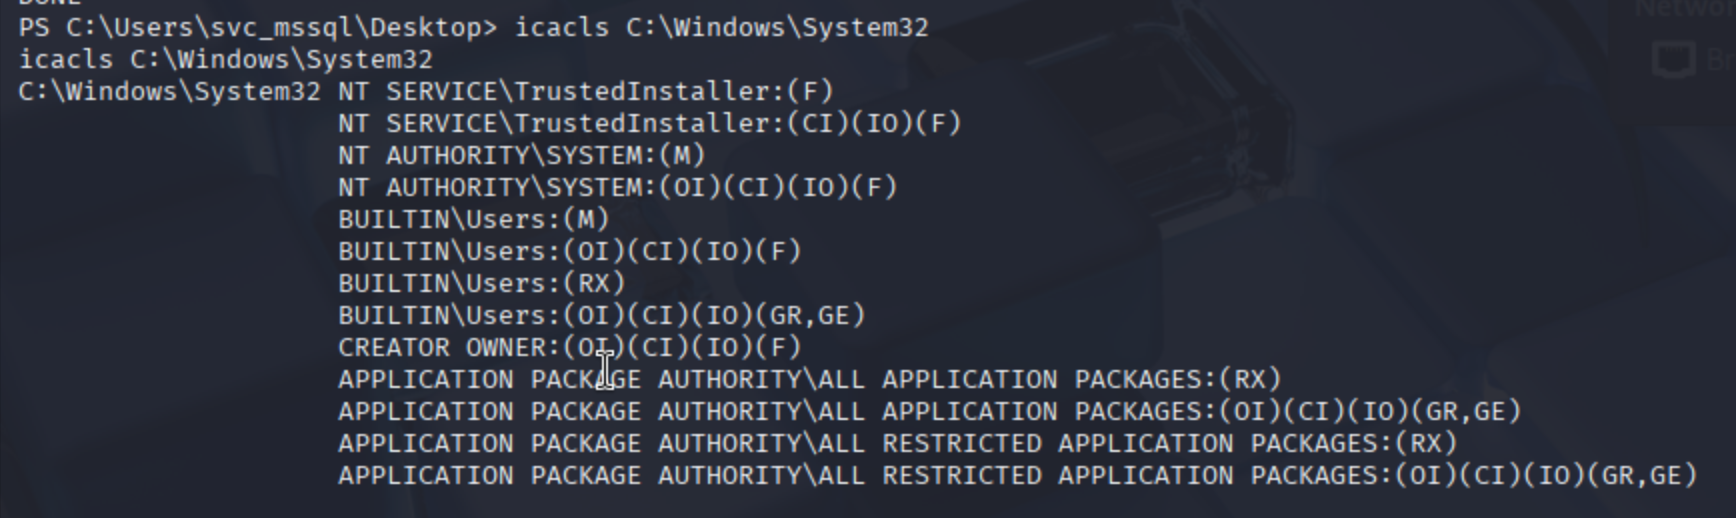 DONE
PS C:\Users\svc_mssql\Desktop> icacls C:\Windows\System32
icacls C:\Windows\System32
C:\Windows\System32 NT SERVICE\TrustedInstaller:(F)
NT SERVICE\TrustedInstaller:(CI)(IO)(F)
NT AUTHORITY\SYSTEM:(M)
NT AUTHORITY\SYSTEM:(OI)(CI)(IO)(F)
BUILTIN\Users:(M)
BUILTIN\Users:(OI)(CI)(IO)(F)
BUILTIN\Users:(RX)
BUILTIN\Users:(OI)(CI)(IO)(GR,GE)
CREATOR OWNER:(OI)(CI)(IO)(F)
APPLICATION PACKAGE AUTHORITY\ALL APPLICATION PACKAGES:(RX)
APPLICATION PACKAGE AUTHORITY\ALL APPLICATION PACKAGES:(OI)(CI)(IO)(GR,GE)
APPLICATION PACKAGE AUTHORITY\ALL RESTRICTED APPLICATION PACKAGES:(RX)
APPLICATION PACKAGE AUTHORITY\ALL RESTRICTED APPLICATION PACKAGES:(OI)(CI)(IO)(GR,GE)